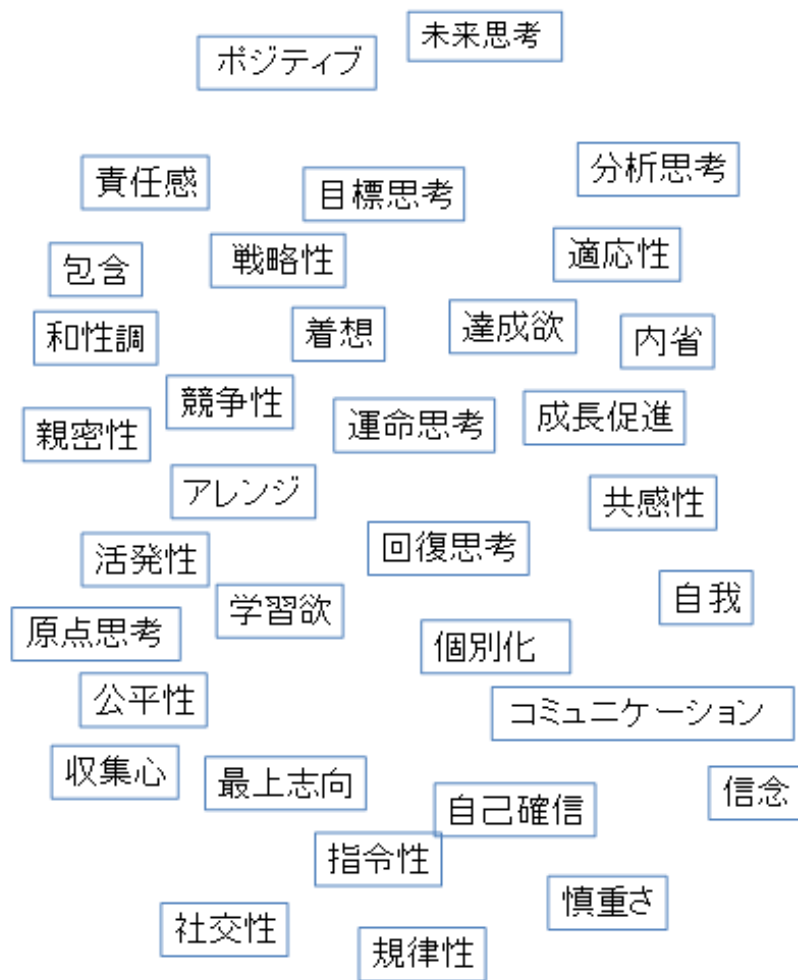 未来思考
ポジティブ
分析思考
責任感
目標思考
適応性
戦略性
包含
達成欲
着想
和性調
内省
競争性
成長促進
運命思考
親密性
アレンジ
共感性
回復思考
活発性
自我
学習欲
原点思考
個別化
公平性
コミュニケーション
収集心
最上志向
信念
自己確信
指令性
慎重さ
社交性
規律性